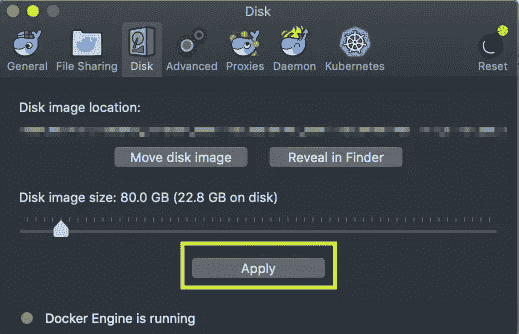 Disk
General File Sharing Disk Advanced Proxies Daemon Kubernetes Reset
Disk image location:
Move disk image Reveal in Finder
Disk image size: 80.0 GB (22.8 GB on disk)
Apply
Docker Engine is running